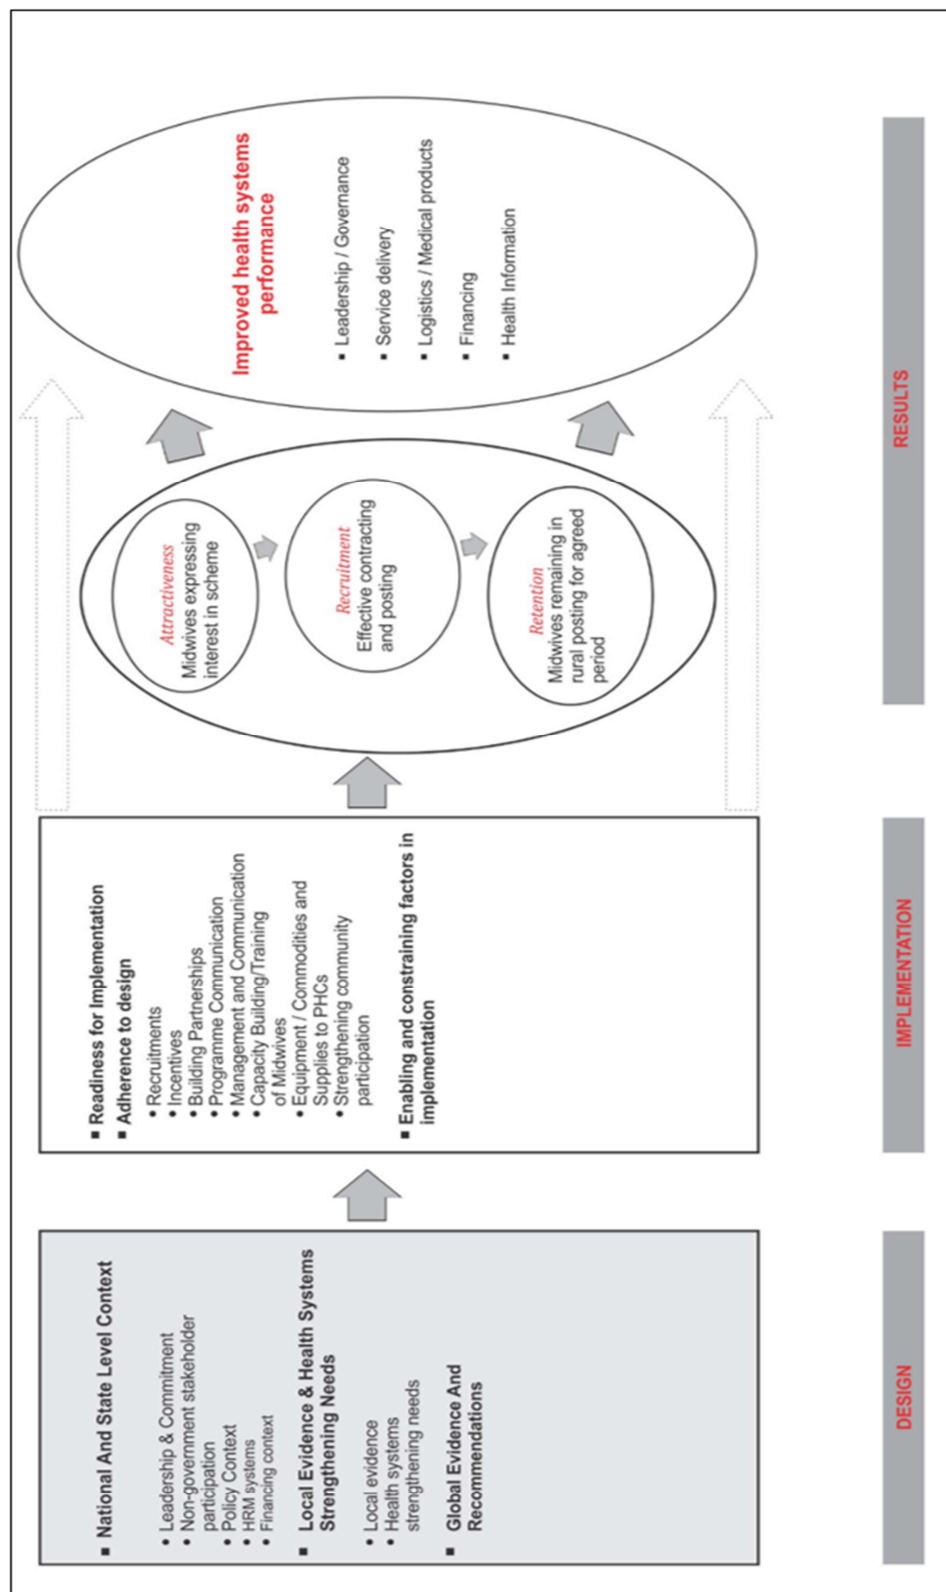 National And State Level Context
Leadership & Commitment
Non-government stakeholder
participation
Policy Context
HRM systems
Financing context
Local Evidence & Health Systems
Strengthening Needs
Local evidence
Health systems
strengthening needs
Global Evidence And
Recommendations
Readiness for Implementation
Adherence to design
Recruitments
Incentives
Building Partnerships
Programme Communication
Management and Communication
Capacity Building/Training
of Midwives
Equipment / Commodities and
Supplies to PHCs
Strengthening community
participation
Enabling and constraining factors in
implementation
Attractiveness
Midwives expressing
interest in scheme
Recruitment
Effective contracting
and posting
Retention
Midwives remaining in
rural posting for agreed
period
Improved health systems
performance
Leadership / Governance
Service delivery
Logistics / Medical products
Financing
Health Information
DESIGN
IMPLEMENTATION
RESULTS